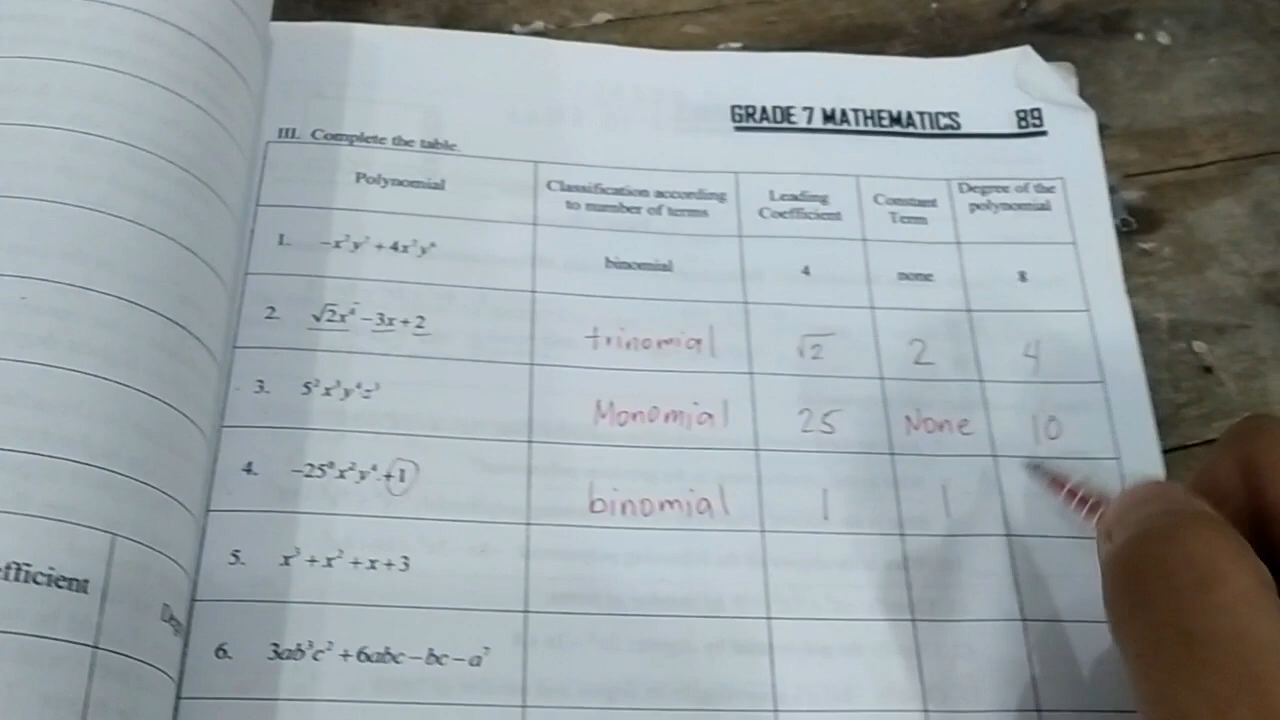 GRADE 7 MATHEMATICS 89
III. Complete the table.
Polynomial
Classification according
to number of terms
Leading
Coefficient
Constant
Term
Degree of the
polynomial
1. binomial 4 none 8
2. √2x⁴ – 3x + 2 trinomial √2 2 4
3. Monomial 25 None 10
4. binomial 1 1
5. x³ + x² + x + 3
6. 3ab³c² + 6abc – bc – a⁷
fficient